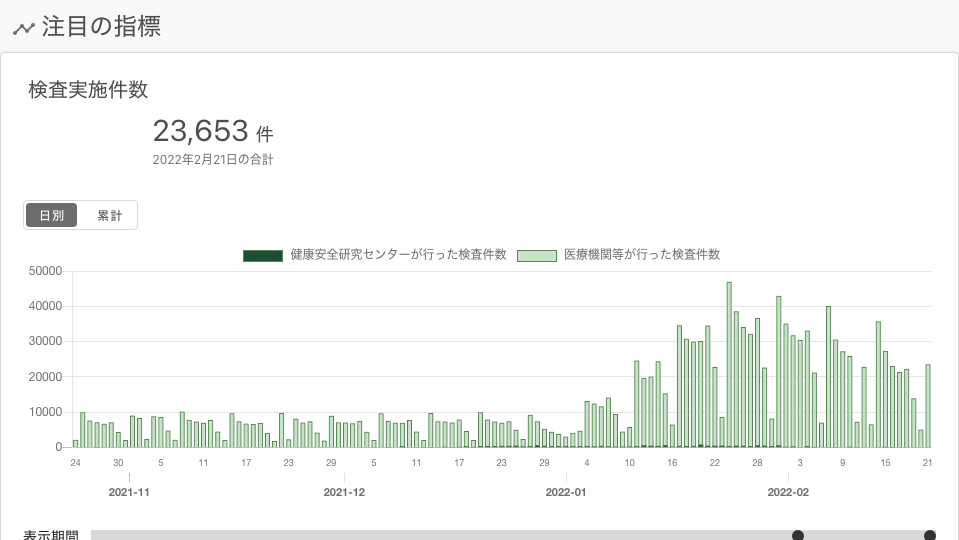 注目の指標
検査実施件数
23,653 件
2022年2月21日の合計
日別 累計
健康安全研究センターが行った検査件数 医療機関等が行った検査件数
50000
40000
30000
20000
10000
0
24 30 5 11 17 23 29 5 11 17 23 29 4 10 16 22 28 3 9 15 21
2021-11 2021-12 2022-01 2022-02
表示期間